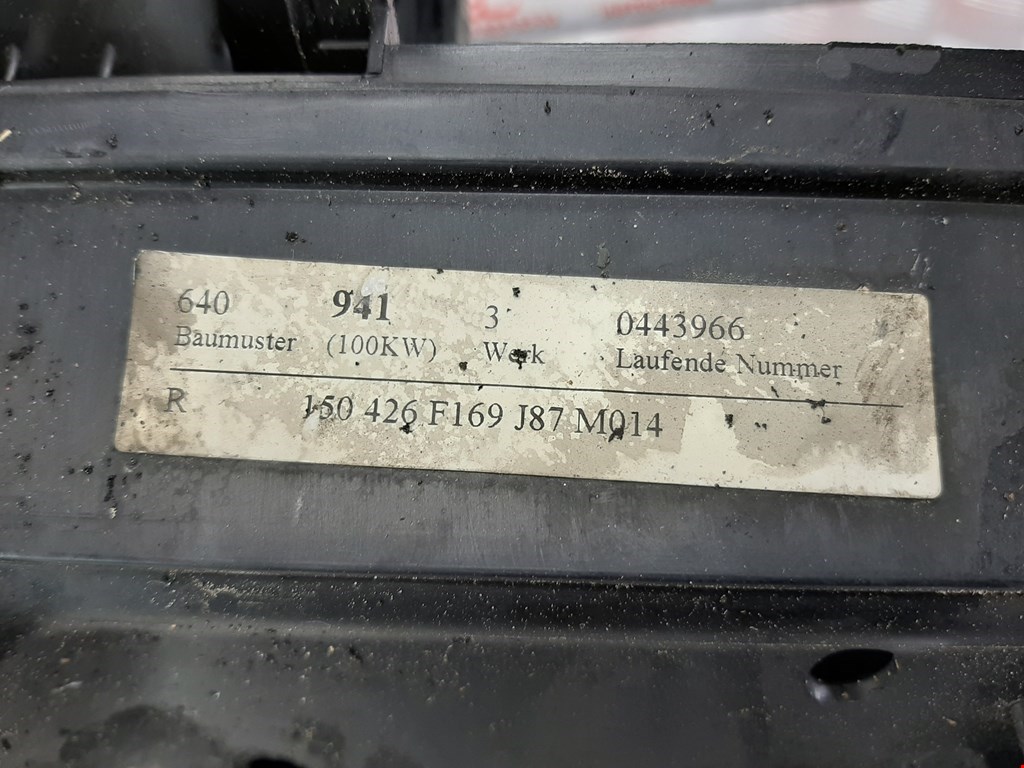 640 941 3 0443966
Baumuster (100KW) Werk Laufende Nummer
R 150 426 F169 J87 M014